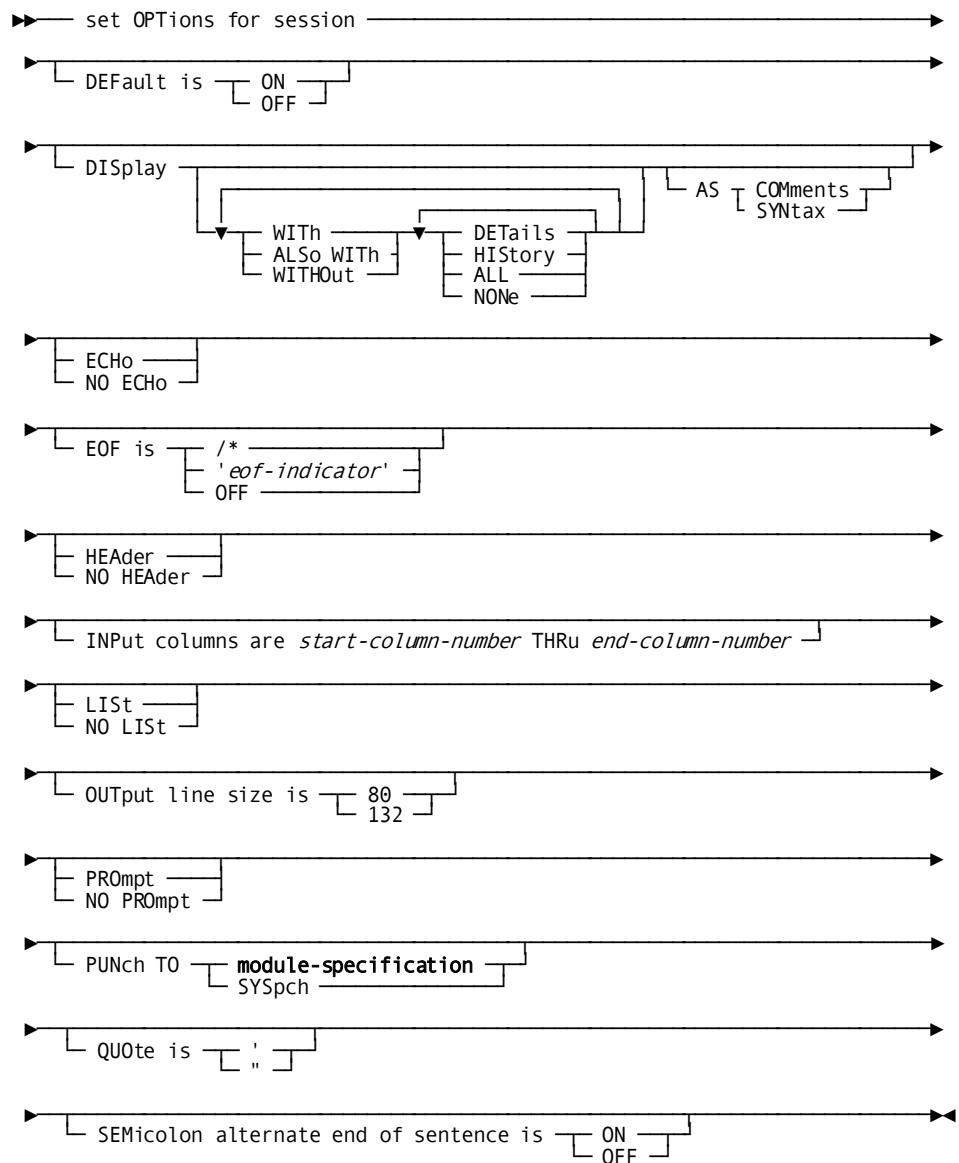 set OPTions for session
DEFault is ON
OFF
DISplay
AS COMments
SYNtax
WITh DETails
ALSo WITh HIStory
WITHOut ALL
NONe
ECHo
NO ECHo
EOF is /*
'eof-indicator'
OFF
HEAder
NO HEAder
INPut columns are start-column-number THRu end-column-number
LISt
NO LISt
OUTput line size is 80
132
PROmpt
NO PROmpt
PUNch TO module-specification
SYSpch
QUOte is '
"
SEMicolon alternate end of sentence is ON
OFF